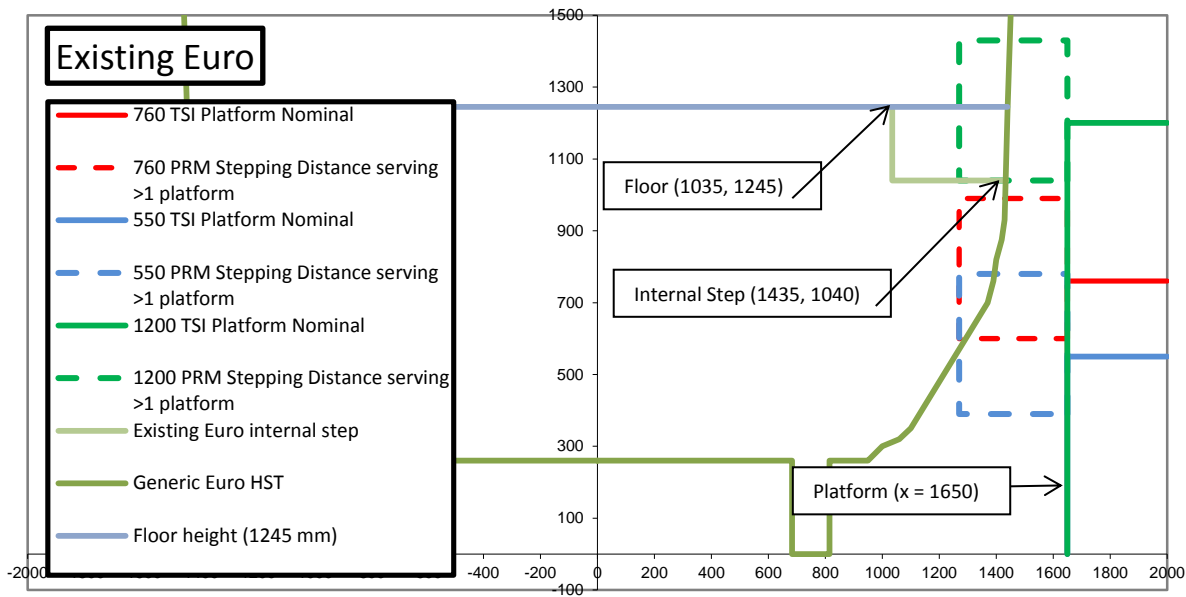 Existing Euro
760 TSI Platform Nominal
760 PRM Stepping Distance serving
>1 platform
550 TSI Platform Nominal
550 PRM Stepping Distance serving
>1 platform
1200 TSI Platform Nominal
1200 PRM Stepping Distance serving
>1 platform
Existing Euro internal step
Generic Euro HST
Floor height (1245 mm)
1500
1300
1100
900
700
500
300
100
-100
Floor (1035, 1245)
Internal Step (1435, 1040)
Platform (x = 1650)
-2000
-400
-200
0
200
400
600
800
1000
1200
1400
1600
1800
2000